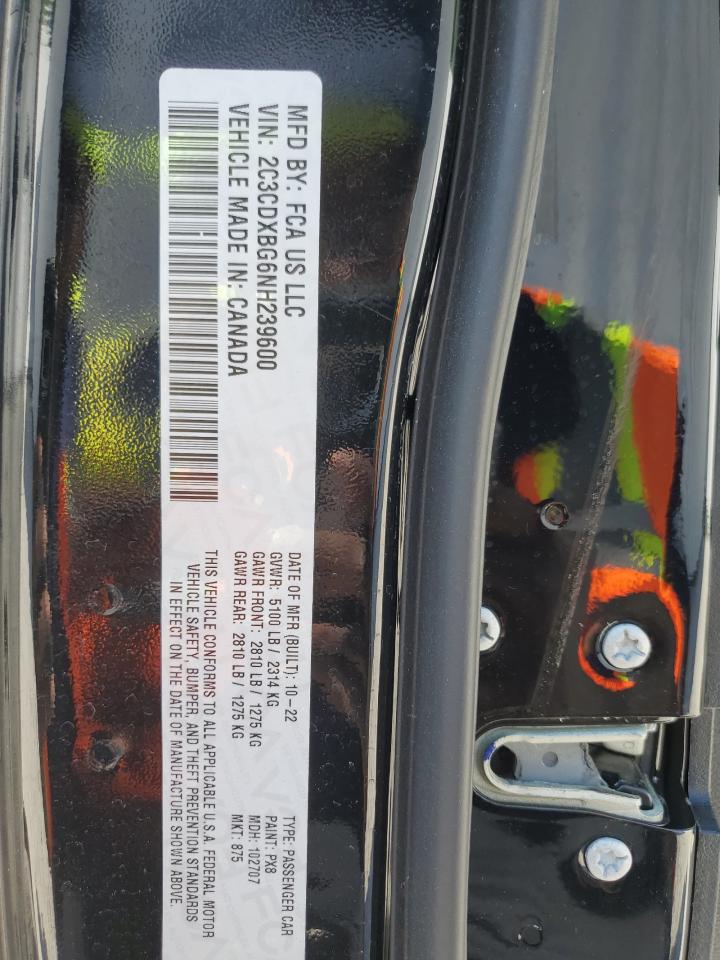 MFD BY: FCA US LLC
VIN: 2C3CDXBG6NH239600
VEHICLE MADE IN: CANADA
DATE OF MFR (BUILT): 10-22
GVWR: 5100 LB / 2314 KG
GAWR FRONT: 2810 LB / 1275 KG
GAWR REAR: 2810 LB / 1275 KG
TYPE: PASSENGER CAR
PAINT: PX8
MDH: 102707
MKT: 875
THIS VEHICLE CONFORMS TO ALL APPLICABLE U.S.A. FEDERAL MOTOR
VEHICLE SAFETY, BUMPER, AND THEFT PREVENTION STANDARDS
IN EFFECT ON THE DATE OF MANUFACTURE SHOWN ABOVE.